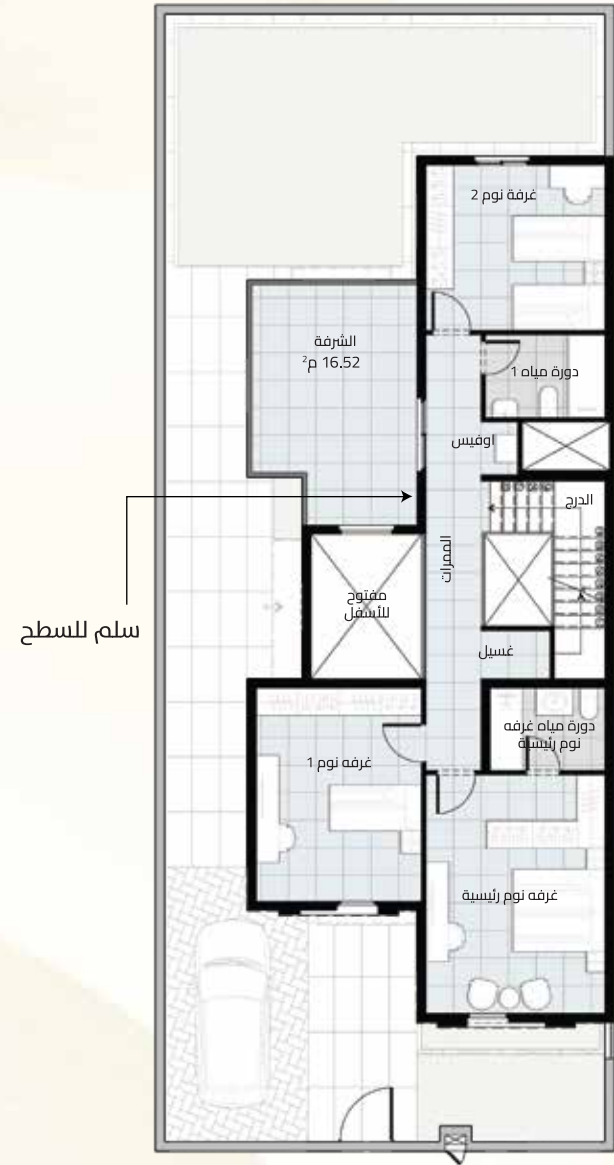 غرفة نوم 2
الشرفة
16.52 م²
دورة مياه 1
اوفيس
الدرج
الممرات
مفتوح
للأسفل
سلم للسطح
غسيل
دورة مياه غرفه
نوم رئيسية
غرفه نوم 1
غرفه نوم رئيسية